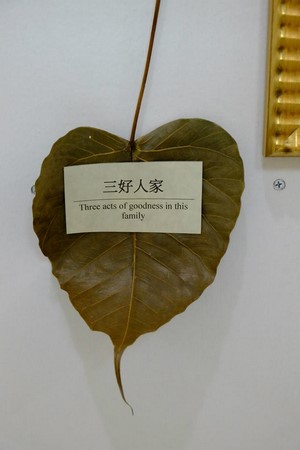 三好人家
Three acts of goodness in this
family